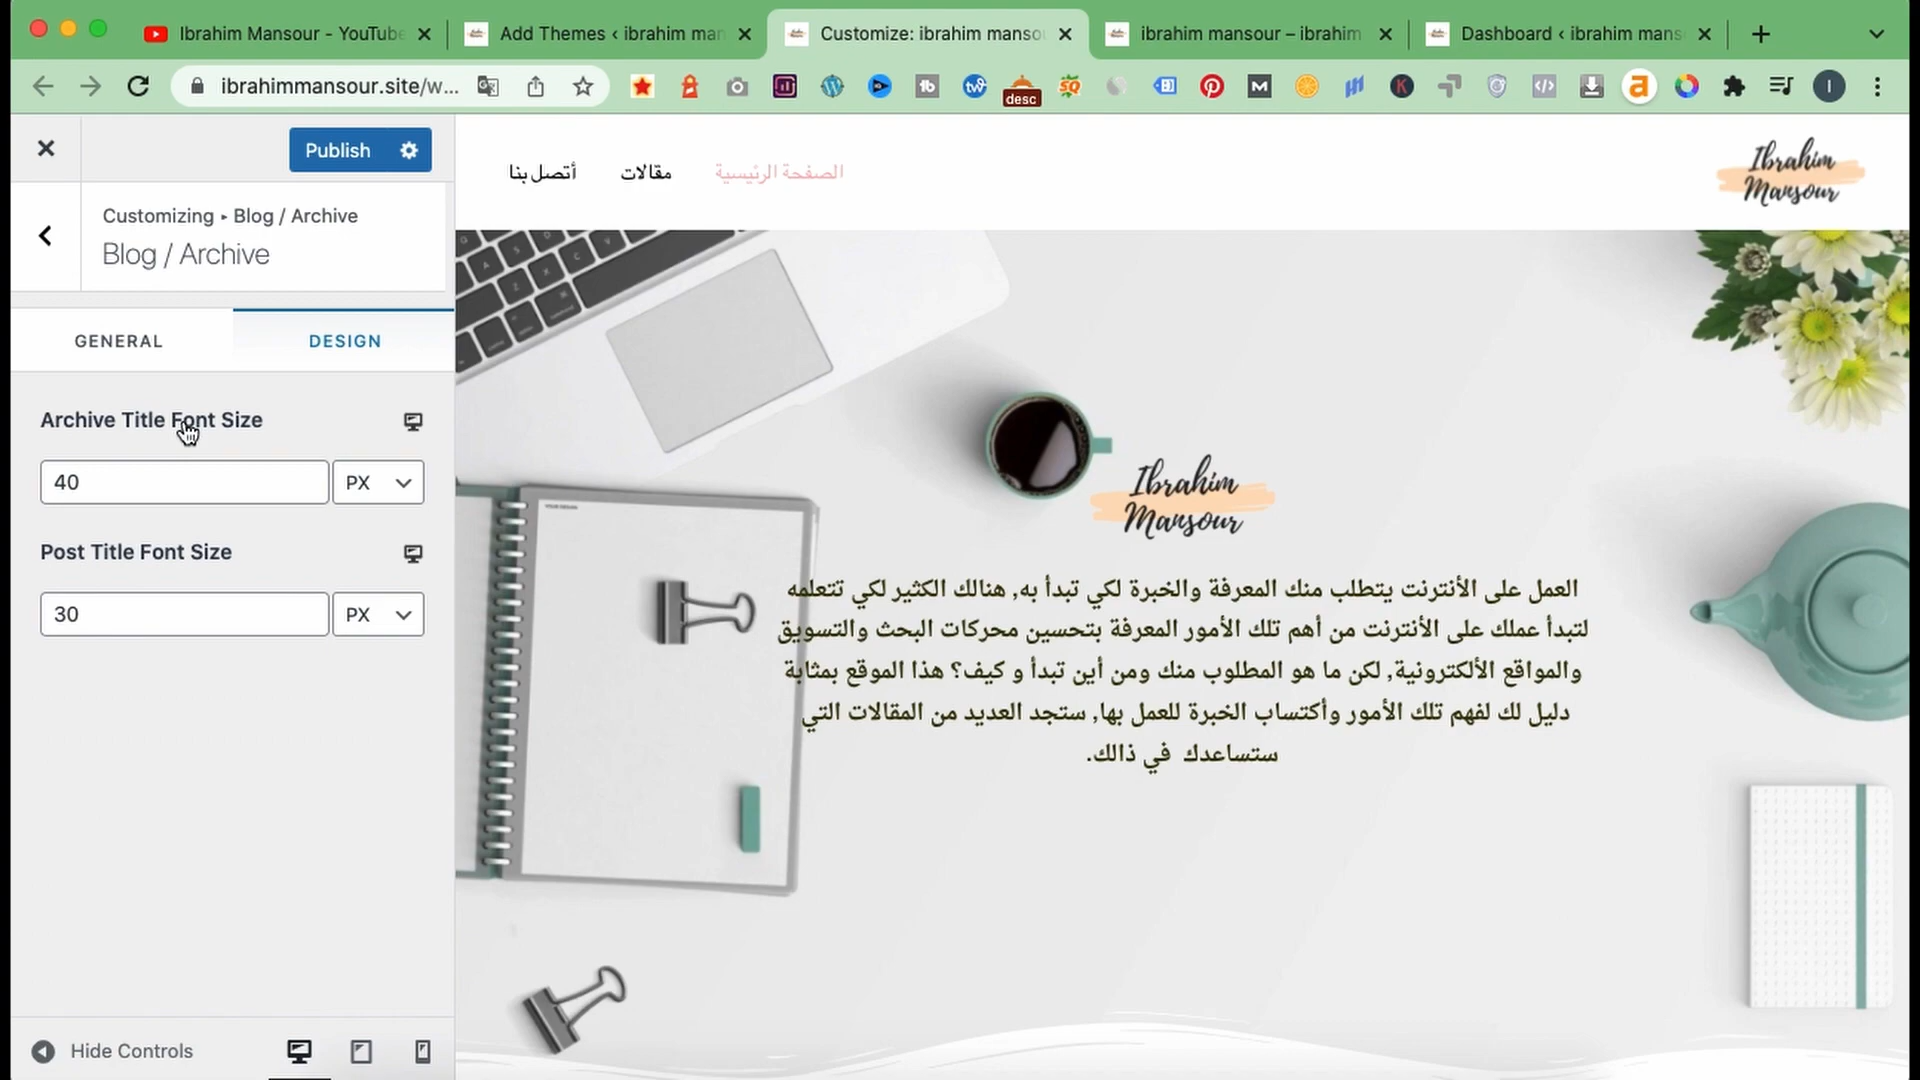 Ibrahim Mansour - YouTube
Add Themes ‹ ibrahim man
Customize: ibrahim manso
ibrahim mansour – ibrahim
Dashboard ‹ ibrahim mans
ibrahimmansour.site/w...
desc
Publish
Customizing ▸ Blog / Archive
Blog / Archive
GENERAL
DESIGN
Archive Title Font Size
40
PX
Post Title Font Size
30
PX
Hide Controls
الصفحة الرئيسية
مقالات
أتصل بنا
Ibrahim
Mansour
Ibrahim
Mansour
العمل على الأنترنت يتطلب منك المعرفة والخبرة لكي تبدأ به, هنالك الكثير لكي تتعلمه
لتبدأ عملك على الأنترنت من أهم تلك الأمور المعرفة بتحسين محركات البحث والتسويق
والمواقع الألكترونية, لكن ما هو المطلوب منك ومن أين تبدأ و كيف؟ هذا الموقع بمثابة
دليل لك لفهم تلك الأمور وأكتساب الخبرة للعمل بها, ستجد العديد من المقالات التي
ستساعدك في ذالك.